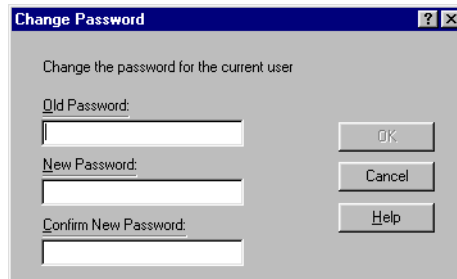 Change Password
Change the password for the current user
Old Password:
OK
New Password:
Cancel
Help
Confirm New Password: